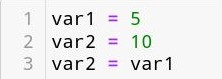 1 var1 = 5
2 var2 = 10
3 var2 = var1